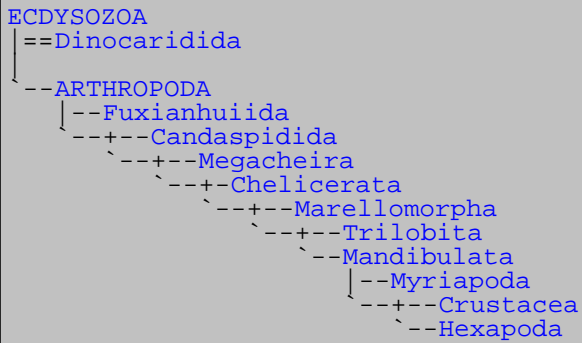 ECDYSOZOA
|==Dinocaridida
|
`--ARTHROPODA
|--Fuxianhuiida
`--+--Candaspidida
`--+--Megacheira
`--+-Chelicerata
`--+--Marellomorpha
`--+--Trilobita
`--Mandibulata
|--Myriapoda
`--+--Crustacea
`--Hexapoda